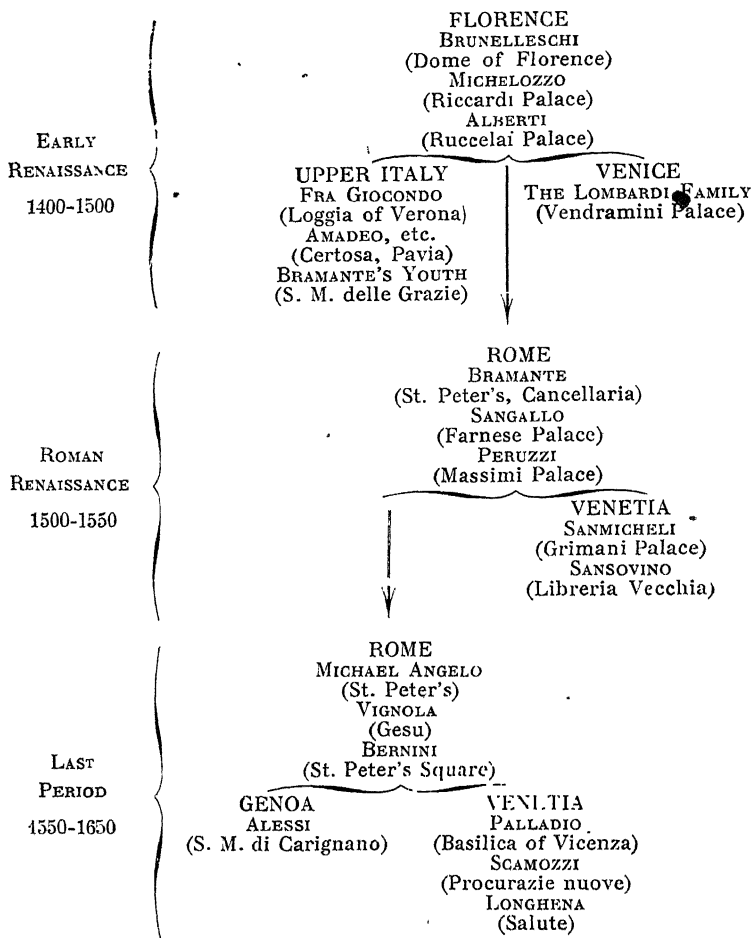 FLORENCE
BRUNELLESCHI
(Dome of Florence)
MICHELOZZO
(Riccardi Palace)
ALBERTI
(Ruccelai Palace)
EARLY
RENAISSANCE
1400-1500
UPPER ITALY
FRA GIOCONDO
(Loggia of Verona)
AMADEO, etc.
(Certosa, Pavia)
BRAMANTE'S YOUTH
(S. M. delle Grazie)
VENICE
THE LOMBARDI FAMILY
(Vendramini Palace)
ROMAN
RENAISSANCE
1500-1550
ROME
BRAMANTE
(St. Peter's, Cancellaria)
SANGALLO
(Farnese Palace)
PERUZZI
(Massimi Palace)
VENETIA
SANMICHELI
(Grimani Palace)
SANSOVINO
(Libreria Vecchia)
LAST
PERIOD
1550-1650
ROME
MICHAEL ANGELO
(St. Peter's)
VIGNOLA
(Gesu)
BERNINI
(St. Peter's Square)
GENOA
ALESSI
(S. M. di Carignano)
VENETIA
PALLADIO
(Basilica of Vicenza)
SCAMOZZI
(Procurazie nuove)
LONGHENA
(Salute)